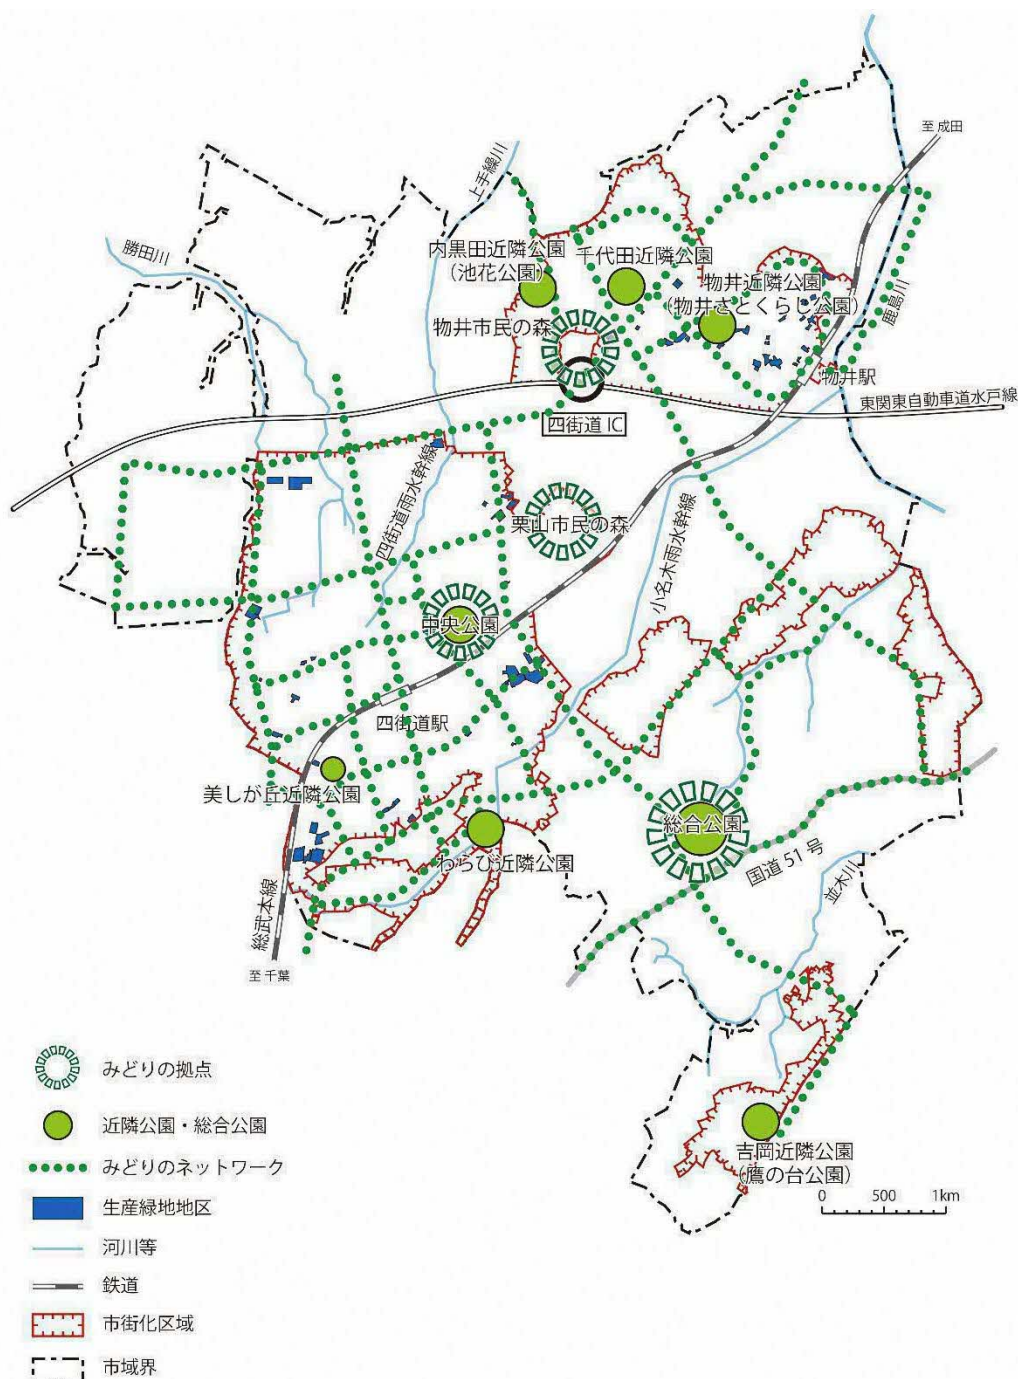 至 成田
上手繰川
勝田川
内黒田近隣公園
（池花公園）
千代田近隣公園
物井近隣公園
（物井さとくらし公園）
鹿島川
物井市民の森
物井駅
東関東自動車道水戸線
四街道 IC
四街道雨水幹線
栗山市民の森
小名木雨水幹線
中央公園
四街道駅
美しが丘近隣公園
総合公園
わらび近隣公園
国道 51 号
並木川
総武本線
至 千葉
吉岡近隣公園
（鷹の台公園）
0 500 1km
みどりの拠点
近隣公園・総合公園
みどりのネットワーク
生産緑地地区
河川等
鉄道
市街化区域
市域界